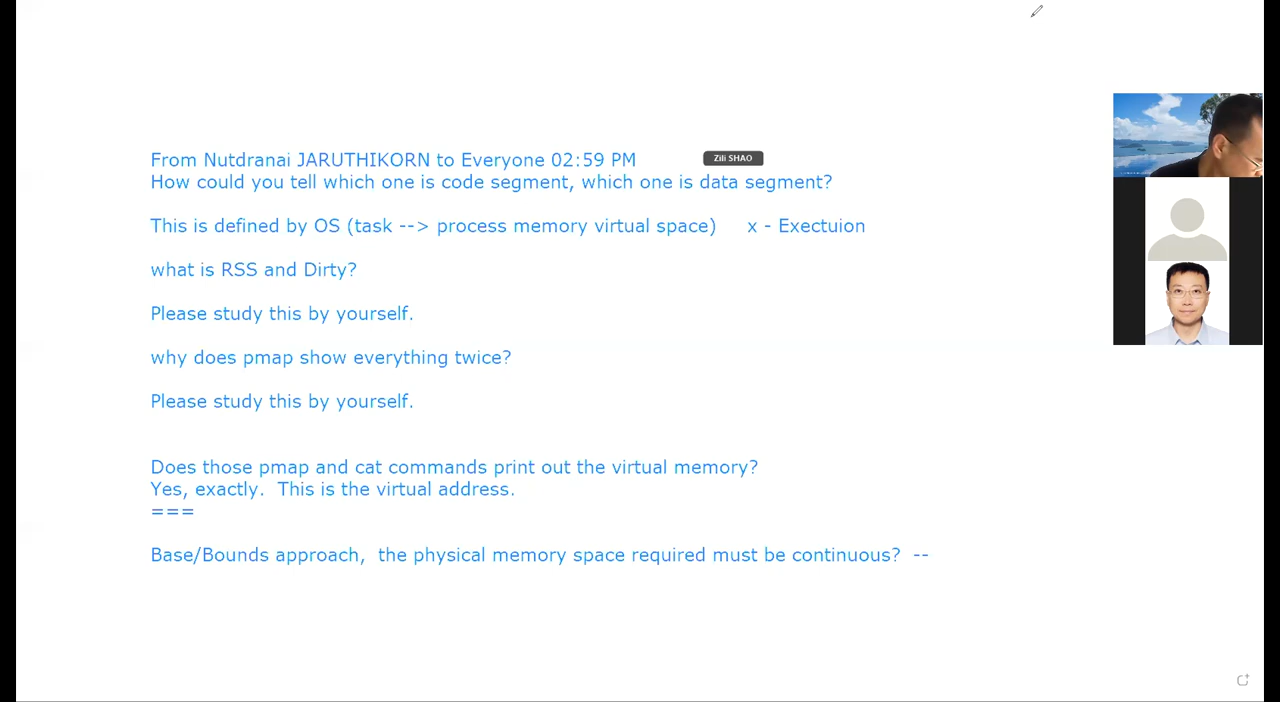 From Nutdranai JARUTHIKORN to Everyone 02:59 PM
Zili SHAO
How could you tell which one is code segment, which one is data segment?
This is defined by OS (task --> process memory virtual space) x - Exectuion
what is RSS and Dirty?
Please study this by yourself.
why does pmap show everything twice?
Please study this by yourself.
Does those pmap and cat commands print out the virtual memory?
Yes, exactly. This is the virtual address.
===
Base/Bounds approach, the physical memory space required must be continuous? --